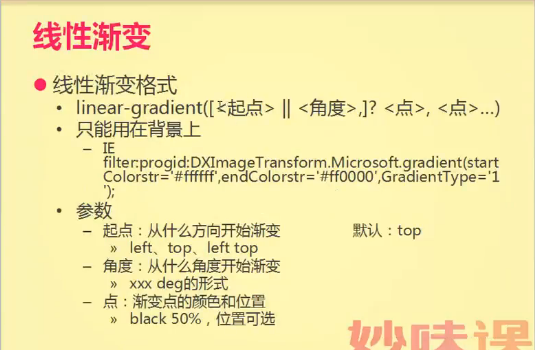 线性渐变
线性渐变格式
linear-gradient([<起点> || <角度>,]? <点>, <点>…)
只能用在背景上
IE
filter:progid:DXImageTransform.Microsoft.gradient(start
Colorstr='#ffffff',endColorstr='#ff0000',GradientType='1
');
参数
起点：从什么方向开始渐变 默认：top
left、top、left top
角度：从什么角度开始渐变
xxx deg的形式
点：渐变点的颜色和位置
black 50%，位置可选
妙味课